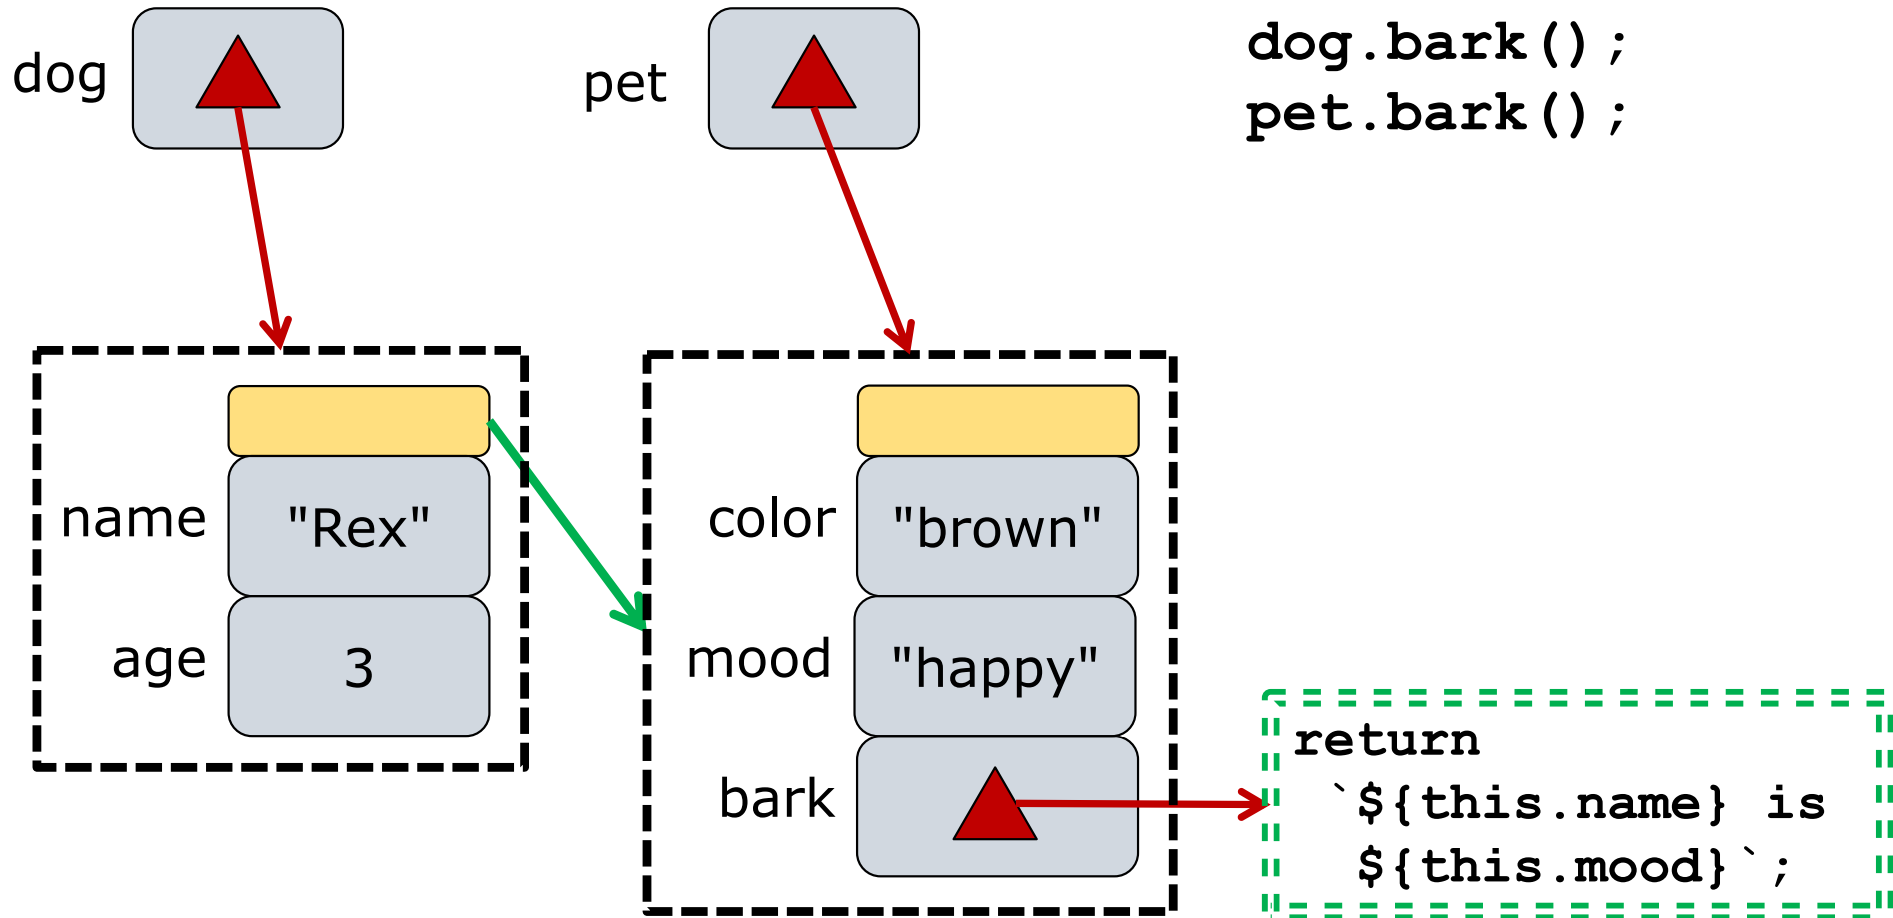 dog
pet
dog.bark();
pet.bark();
name "Rex"
age 3
color "brown"
mood "happy"
bark
return
`${this.name} is
${this.mood}`;